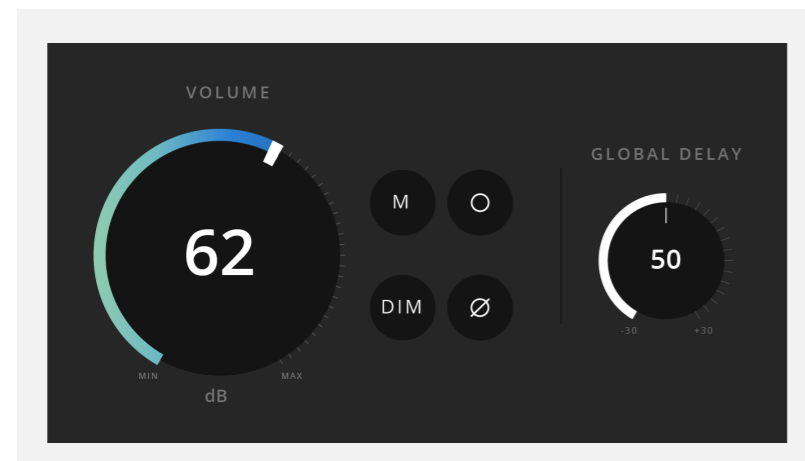 VOLUME
62
MIN
MAX
dB
M
O
DIM
Ø
GLOBAL DELAY
50
-30
+30